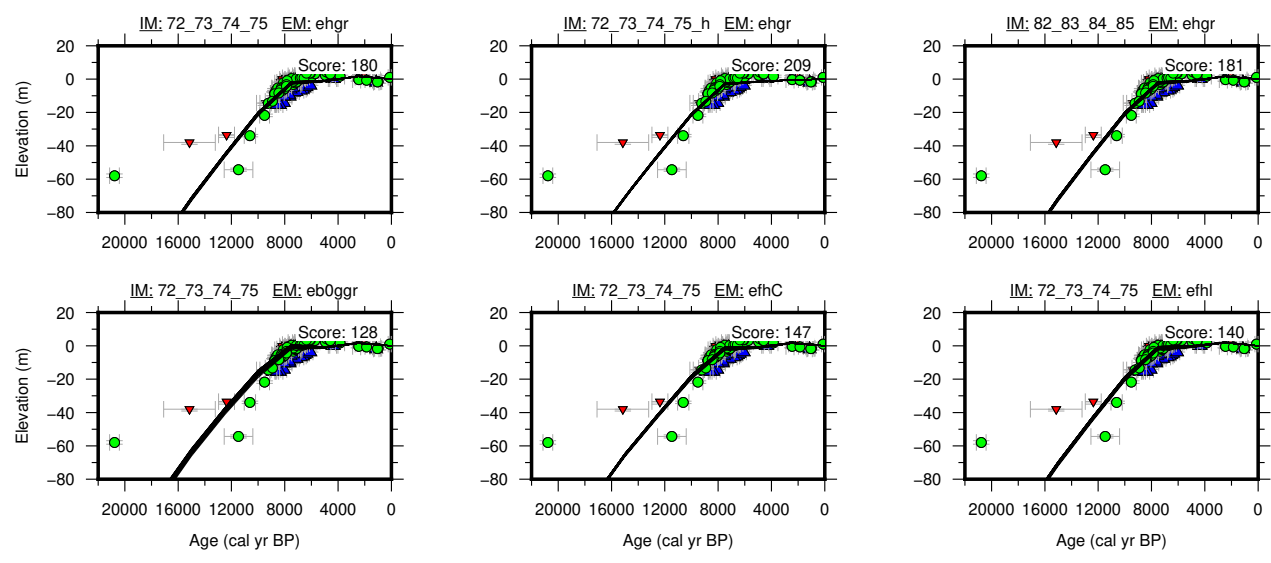 IM: 72_73_74_75 EM: ehgr
IM: 72_73_74_75_h EM: ehgr
IM: 82_83_84_85 EM: ehgr
Elevation (m)
20
0
−20
−40
−60
−80
Score: 180
20000 16000 12000 8000 4000 0
20
0
−20
−40
−60
−80
Score: 209
20000 16000 12000 8000 4000 0
20
0
−20
−40
−60
−80
Score: 181
20000 16000 12000 8000 4000 0
IM: 72_73_74_75 EM: eb0ggr
IM: 72_73_74_75 EM: efhC
IM: 72_73_74_75 EM: efhl
Elevation (m)
20
0
−20
−40
−60
−80
Score: 128
20000 16000 12000 8000 4000 0
Age (cal yr BP)
20
0
−20
−40
−60
−80
Score: 147
20000 16000 12000 8000 4000 0
Age (cal yr BP)
20
0
−20
−40
−60
−80
Score: 140
20000 16000 12000 8000 4000 0
Age (cal yr BP)